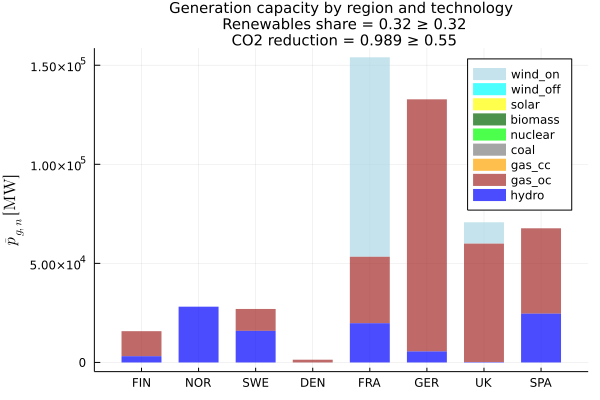 Generation capacity by region and technology
Renewables share = 0.32 ≥ 0.32
CO2 reduction = 0.989 ≥ 0.55
p̄_{g,n} [MW]
1.50×10⁵
1.00×10⁵
5.00×10⁴
0
wind_on
wind_off
solar
biomass
nuclear
coal
gas_cc
gas_oc
hydro
FIN NOR SWE DEN FRA GER UK SPA